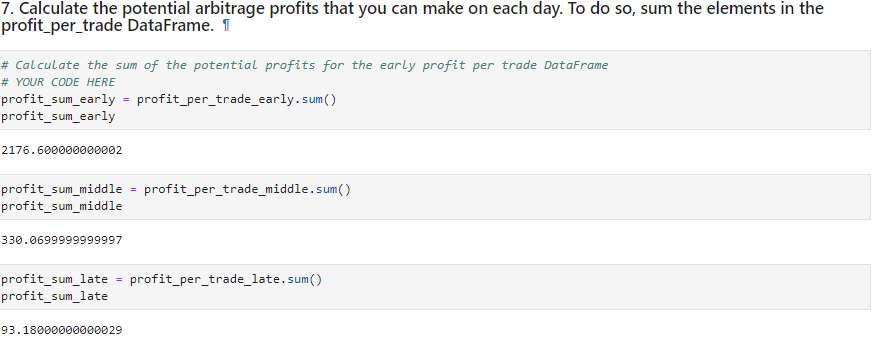 7. Calculate the potential arbitrage profits that you can make on each day. To do so, sum the elements in the
profit_per_trade DataFrame. ¶
# Calculate the sum of the potential profits for the early profit per trade DataFrame
# YOUR CODE HERE
profit_sum_early = profit_per_trade_early.sum()
profit_sum_early
2176.600000000002
profit_sum_middle = profit_per_trade_middle.sum()
profit_sum_middle
330.0699999999997
profit_sum_late = profit_per_trade_late.sum()
profit_sum_late
93.18000000000029